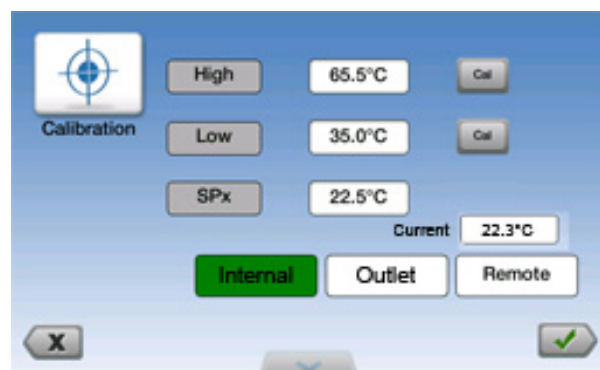 High 65.5°C Cal
Calibration
Low 35.0°C Cal
SPx 22.5°C
Current 22.3°C
Internal Outlet Remote
X